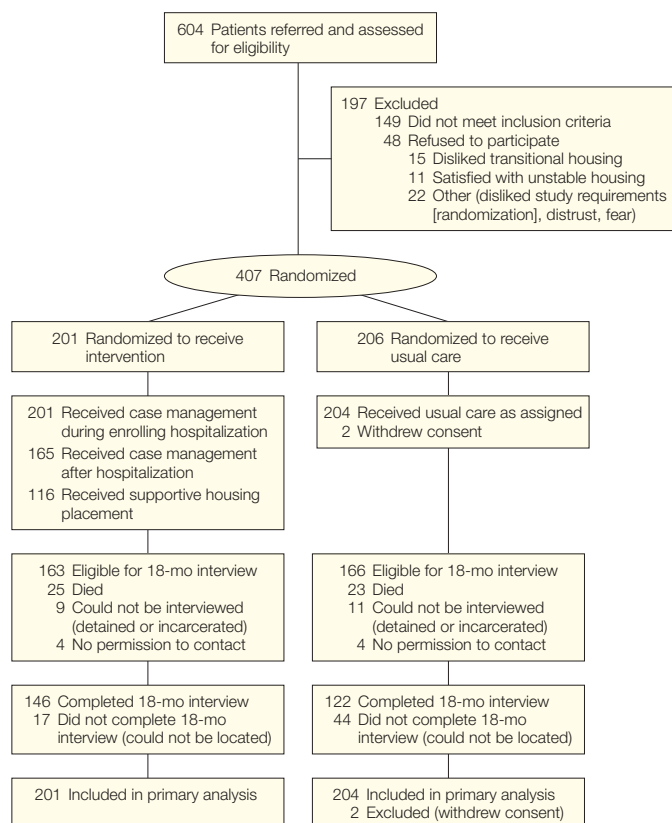 604 Patients referred and assessed
for eligibility
197 Excluded
149 Did not meet inclusion criteria
48 Refused to participate
15 Disliked transitional housing
11 Satisfied with unstable housing
22 Other (disliked study requirements
[randomization], distrust, fear)
407 Randomized
201 Randomized to receive
intervention
206 Randomized to receive
usual care
201 Received case management
during enrolling hospitalization
165 Received case management
after hospitalization
116 Received supportive housing
placement
204 Received usual care as assigned
2 Withdrew consent
163 Eligible for 18-mo interview
25 Died
9 Could not be interviewed
(detained or incarcerated)
4 No permission to contact
166 Eligible for 18-mo interview
23 Died
11 Could not be interviewed
(detained or incarcerated)
4 No permission to contact
146 Completed 18-mo interview
17 Did not complete 18-mo
interview (could not be located)
122 Completed 18-mo interview
44 Did not complete 18-mo
interview (could not be located)
201 Included in primary analysis
204 Included in primary analysis
2 Excluded (withdrew consent)